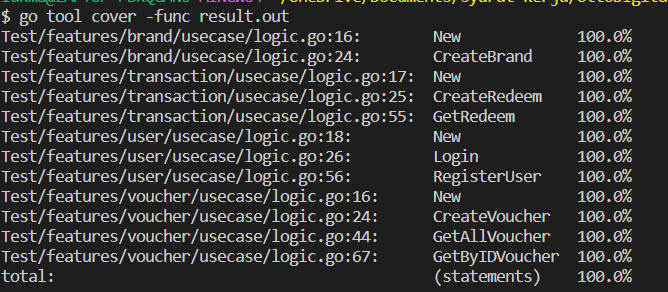 $ go tool cover -func result.out
Test/features/brand/usecase/logic.go:16: New 100.0%
Test/features/brand/usecase/logic.go:24: CreateBrand 100.0%
Test/features/transaction/usecase/logic.go:17: New 100.0%
Test/features/transaction/usecase/logic.go:25: CreateRedeem 100.0%
Test/features/transaction/usecase/logic.go:55: GetRedeem 100.0%
Test/features/user/usecase/logic.go:18: New 100.0%
Test/features/user/usecase/logic.go:26: Login 100.0%
Test/features/user/usecase/logic.go:56: RegisterUser 100.0%
Test/features/voucher/usecase/logic.go:16: New 100.0%
Test/features/voucher/usecase/logic.go:24: CreateVoucher 100.0%
Test/features/voucher/usecase/logic.go:44: GetAllVoucher 100.0%
Test/features/voucher/usecase/logic.go:67: GetByIDVoucher 100.0%
total: (statements) 100.0%